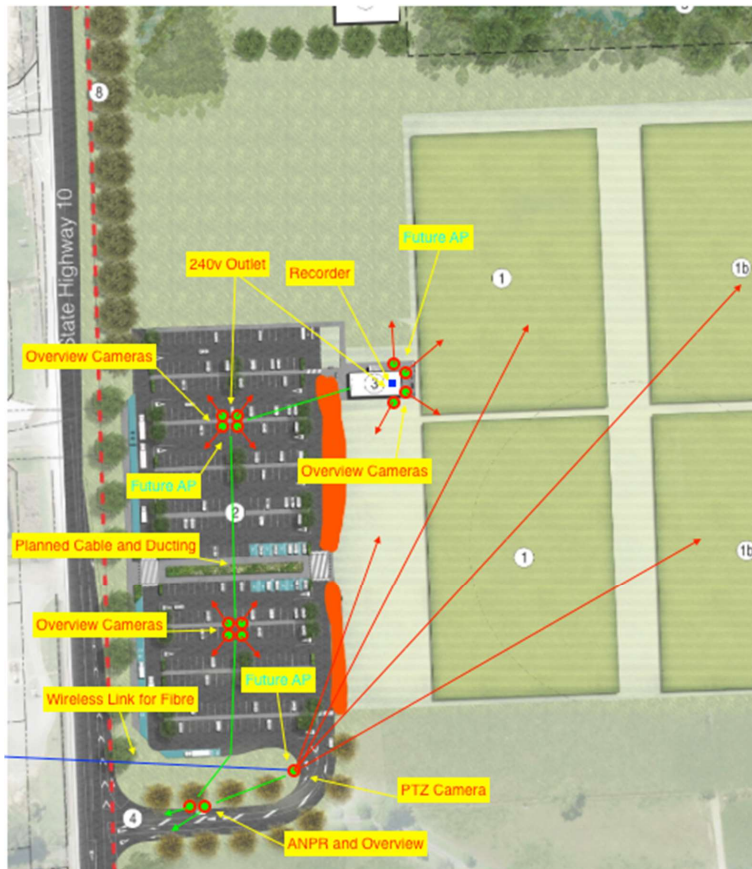 8
State Highway 10
Future AP
240v Outlet
Recorder
1
1b
Overview Cameras
3
Overview Cameras
Future AP
2
Planned Cable and Ducting
1
1b
Overview Cameras
Future AP
Wireless Link for Fibre
PTZ Camera
4
ANPR and Overview